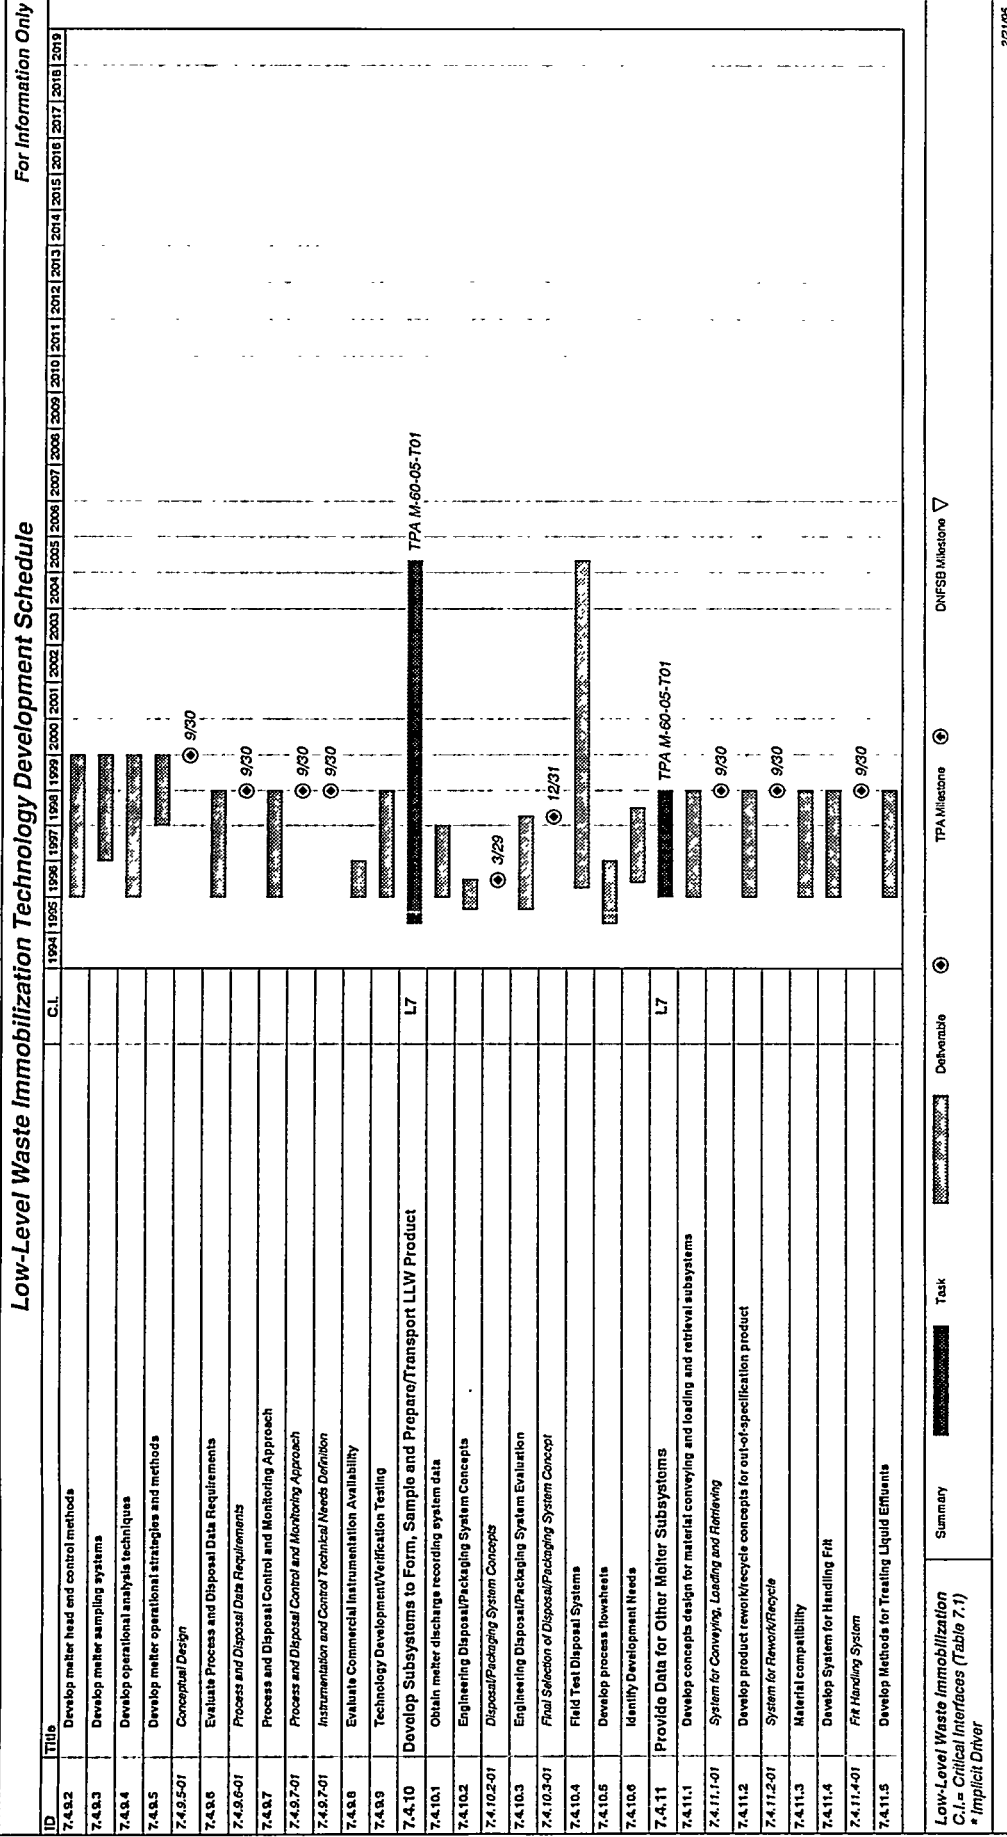 Low-Level Waste Immobilization Technology Development Schedule
For Information Only
ID Title C.I. 1994 1995 1996 1997 1998 1999 2000 2001 2002 2003 2004 2005 2006 2007 2008 2009 2010 2011 2012 2013 2014 2015 2016 2017 2018 2019
7.4.9.2 Develop melter head end control methods
7.4.9.3 Develop melter sampling systems
7.4.9.4 Develop operational analysis techniques
7.4.9.5 Develop melter operational strategies and methods
7.4.9.5-01 Conceptual Design 9/30
7.4.9.6 Evaluate Process and Disposal Data Requirements
7.4.9.6-01 Process and Disposal Data Requirements 9/30
7.4.9.7 Process and Disposal Control and Monitoring Approach
7.4.9.7-01 Process and Disposal Control and Monitoring Approach 9/30
7.4.9.7-01 Instrumentation and Control Technical Needs Definition 9/30
7.4.9.8 Evaluate Commercial Instrumentation Availability
7.4.9.9 Technology Development/Verification Testing
7.4.10 Develop Subsystems to Form, Sample and Prepare/Transport LLW Product L7 TPA M-60-05-T01
7.4.10.1 Obtain melter discharge recording system data
7.4.10.2 Engineering Disposal/Packaging System Concepts
7.4.10.2-01 Disposal/Packaging System Concepts 3/29
7.4.10.3 Engineering Disposal/Packaging System Evaluation
7.4.10.3-01 Final Selection of Disposal/Packaging System Concept 12/31
7.4.10.4 Field Test Disposal Systems
7.4.10.5 Develop process flowsheets
7.4.10.6 Identify Development Needs
7.4.11 Provide Data for Other Melter Subsystems L7 TPA M-60-05-T01
7.4.11.1 Develop concepts design for material conveying and loading and retrieval subsystems
7.4.11.1-01 System for Conveying, Loading and Retrieving 9/30
7.4.11.2 Develop product rework/recycle concepts for out-of-specification product
7.4.11.2-01 System for Rework/Recycle 9/30
7.4.11.3 Material compatibility
7.4.11.4 Develop System for Handling Frit
7.4.11.4-01 Frit Handling System 9/30
7.4.11.5 Develop Methods for Treating Liquid Effluents
Low-Level Waste Immobilization
C.I.= Critical Interfaces (Table 7.1)
* Implicit Driver
Summary Task Deliverable TPA Milestone DNFSB Milestone
2/21/95